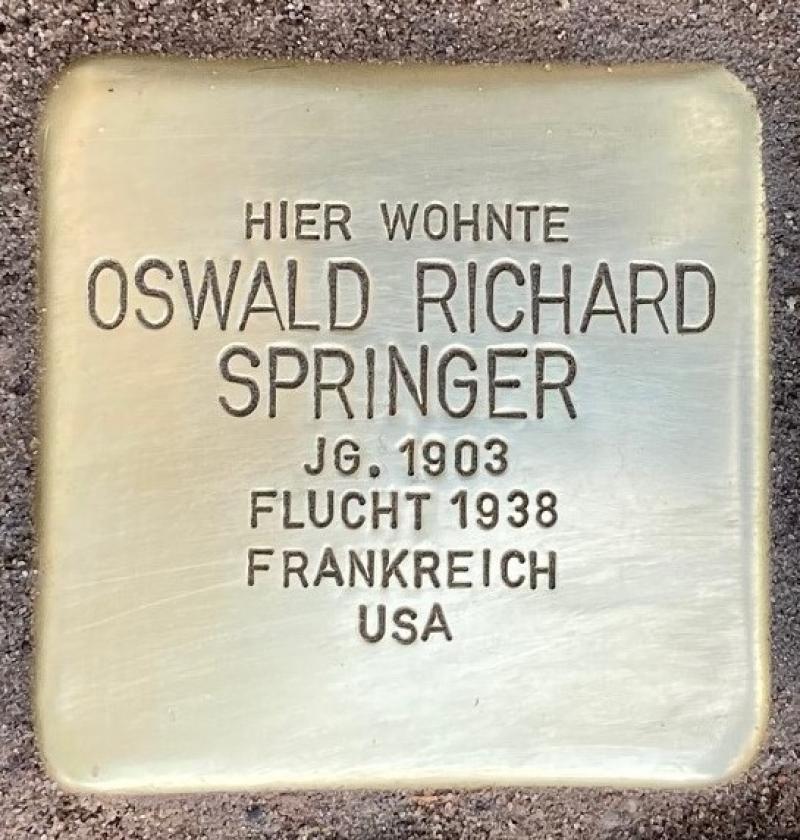 HIER WOHNTE
OSWALD RICHARD
SPRINGER
JG. 1903
FLUCHT 1938
FRANKREICH
USA